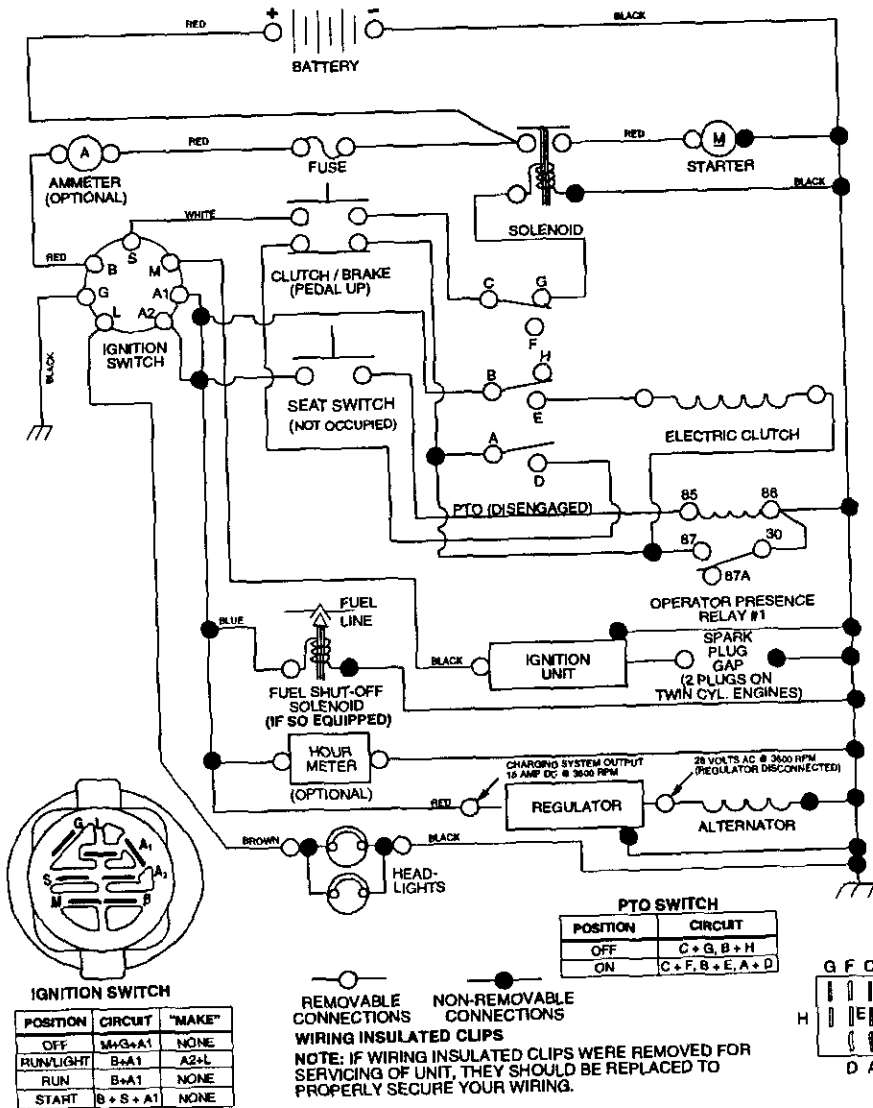 RED
+
-
BLACK
BATTERY
A
RED
FUSE
RED
M
STARTER
AMMETER
(OPTIONAL)
BLACK
SOLENOID
WHITE
S
RED
B
M
G
A1
L
A2
CLUTCH / BRAKE
(PEDAL UP)
C
G
F
IGNITION
SWITCH
BLACK
H
B
E
SEAT SWITCH
(NOT OCCUPIED)
ELECTRIC CLUTCH
A
D
PTO (DISENGAGED)
85
86
87
30
87A
OPERATOR PRESENCE
RELAY #1
BLUE
FUEL
LINE
BLACK
IGNITION
UNIT
SPARK
PLUG
GAP
(2 PLUGS ON
TWIN CYL. ENGINES)
FUEL SHUT-OFF
SOLENOID
(IF SO EQUIPPED)
HOUR
METER
(OPTIONAL)
CHARGING SYSTEM OUTPUT
15 AMP DC @ 3600 RPM
28 VOLTS AC @ 3600 RPM
(REGULATOR DISCONNECTED)
RED
REGULATOR
ALTERNATOR
BROWN
BLACK
HEAD-
LIGHTS
G L
A1
A2
S
M B
IGNITION SWITCH
POSITION CIRCUIT "MAKE"
OFF M+G+A1 NONE
RUN/LIGHT B+A1 A2+L
RUN B+A1 NONE
START B + S + A1 NONE
PTO SWITCH
POSITION CIRCUIT
OFF C + G, B + H
ON C + F, B + E, A + D
G F C
H E
D A
REMOVABLE
CONNECTIONS
NON-REMOVABLE
CONNECTIONS
WIRING INSULATED CLIPS
NOTE: IF WIRING INSULATED CLIPS WERE REMOVED FOR
SERVICING OF UNIT, THEY SHOULD BE REPLACED TO
PROPERLY SECURE YOUR WIRING.